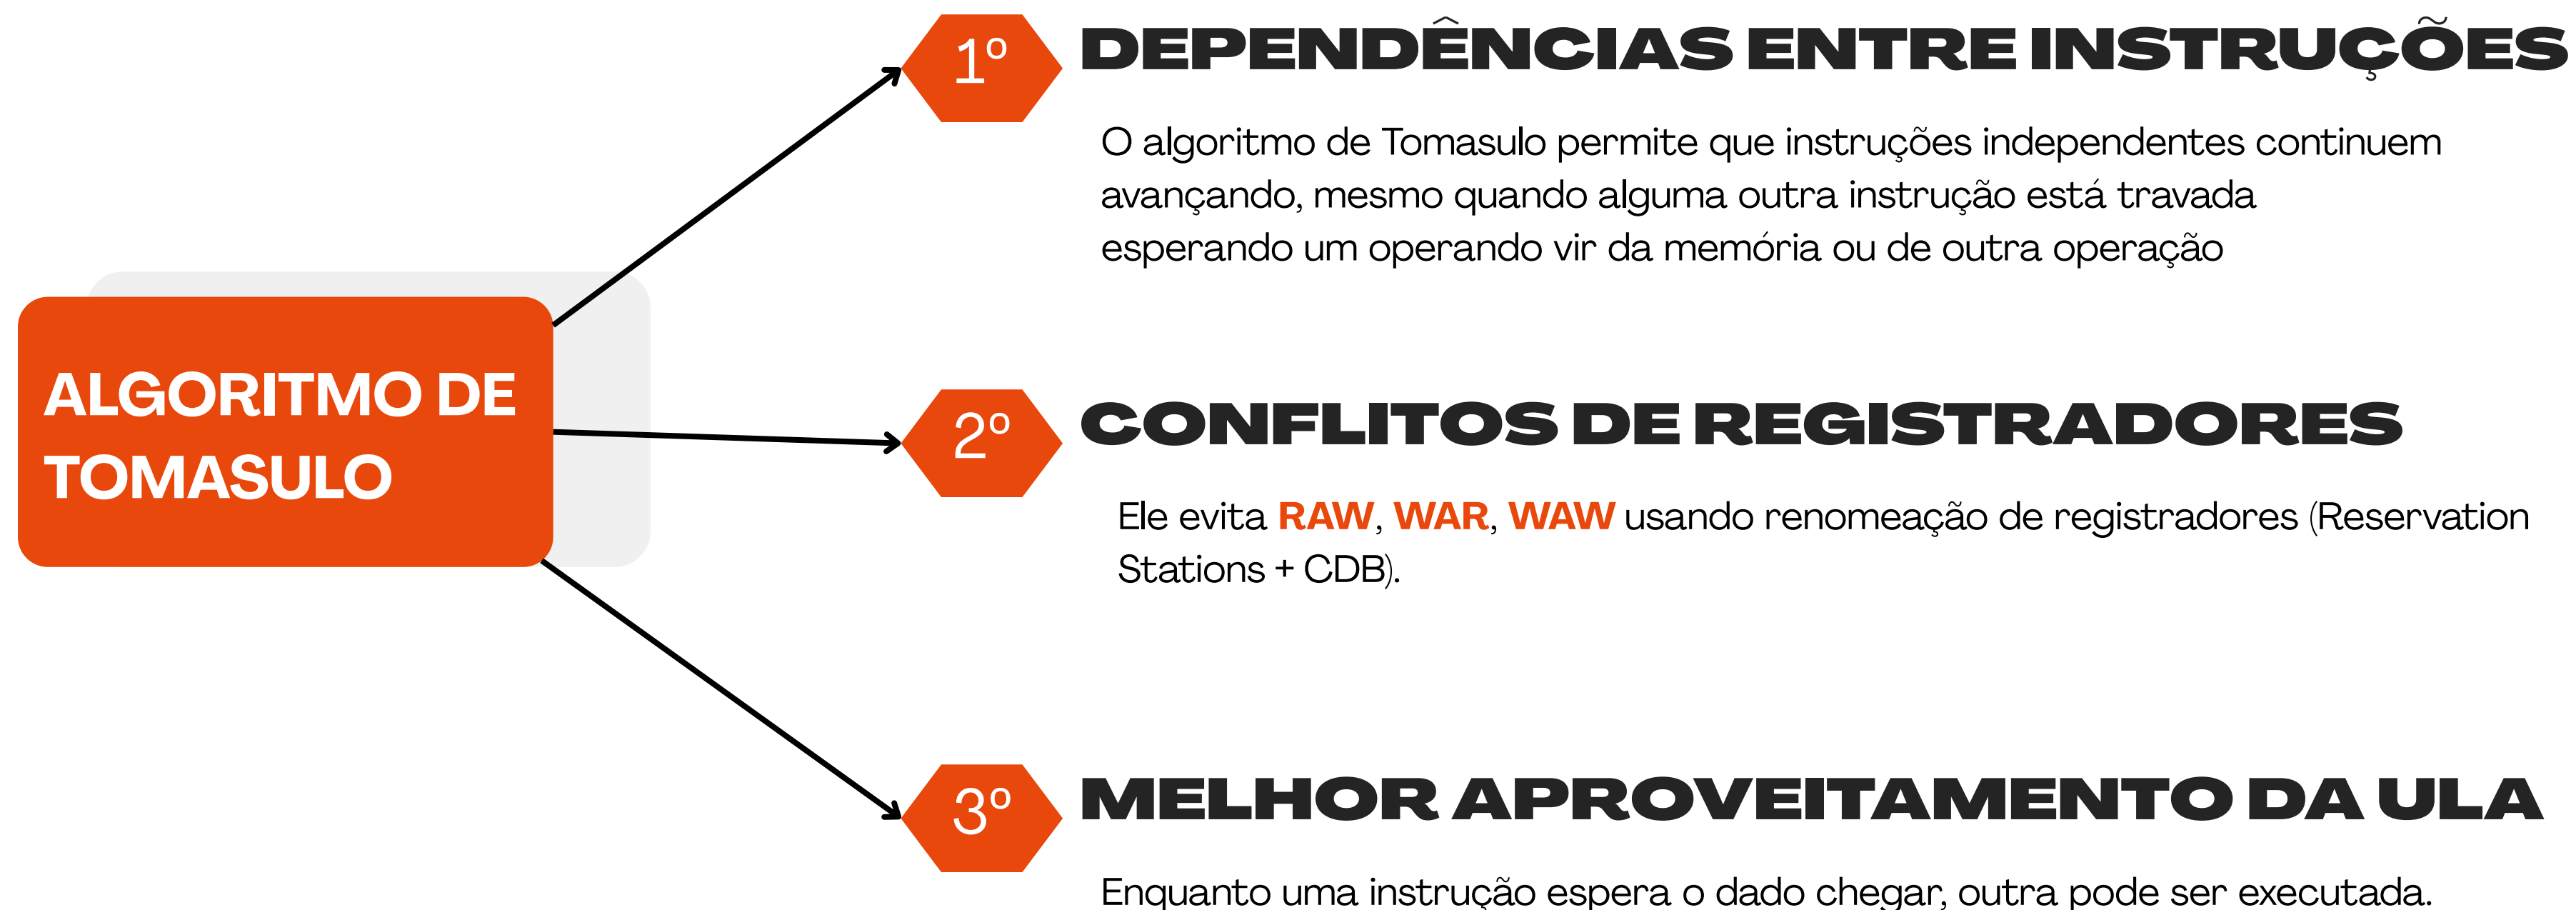 ALGORITMO DE
TOMASULO
1º
DEPENDÊNCIAS ENTRE INSTRUÇÕES
O algoritmo de Tomasulo permite que instruções independentes continuem
avançando, mesmo quando alguma outra instrução está travada
esperando um operando vir da memória ou de outra operação
2º
CONFLITOS DE REGISTRADORES
Ele evita RAW, WAR, WAW usando renomeação de registradores (Reservation
Stations + CDB).
3º
MELHOR APROVEITAMENTO DA ULA
Enquanto uma instrução espera o dado chegar, outra pode ser executada.